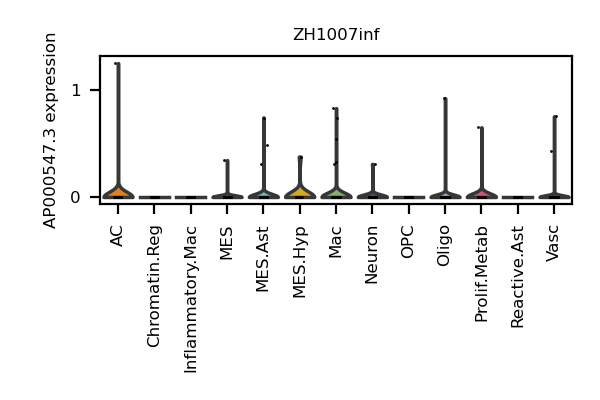 ZH1007inf
AP000547.3 expression
1
0
AC
Chromatin.Reg
Inflammatory.Mac
MES
MES.Ast
MES.Hyp
Mac
Neuron
OPC
Oligo
Prolif.Metab
Reactive.Ast
Vasc